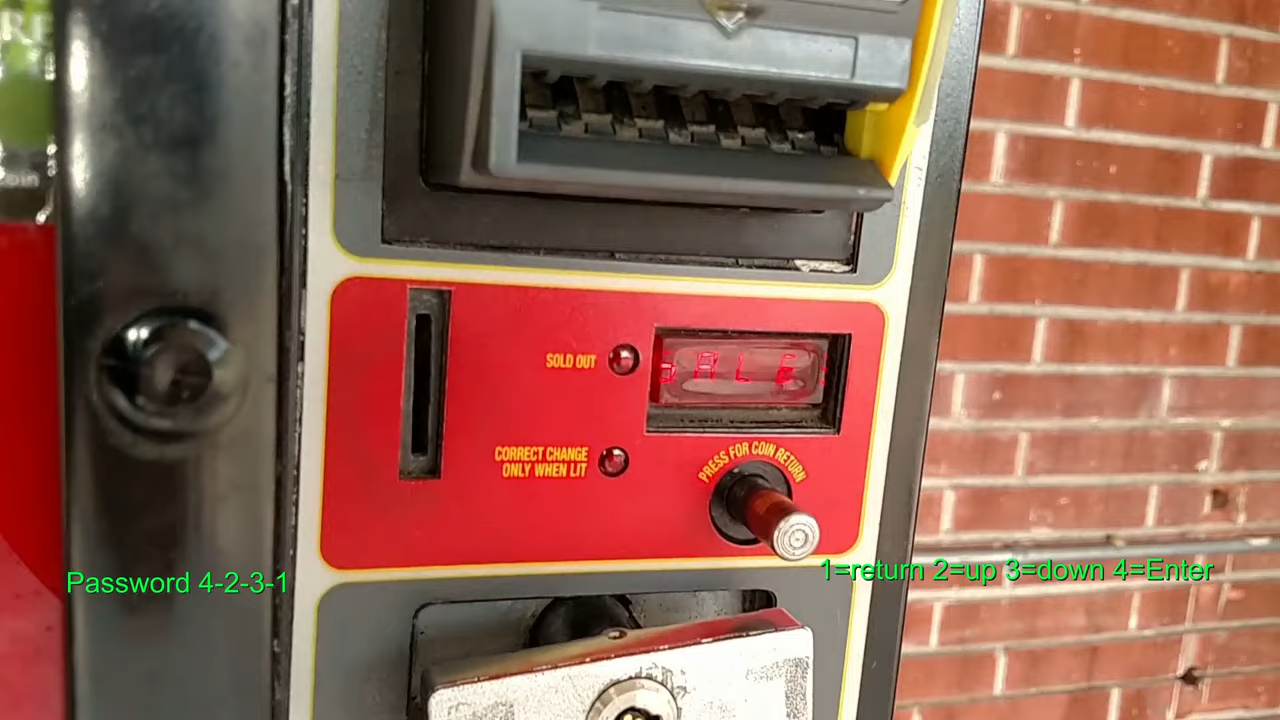 SOLD OUT
SALE
CORRECT CHANGE
ONLY WHEN LIT
PRESS FOR COIN RETURN
Password 4-2-3-1
1=return 2=up 3=down 4=Enter